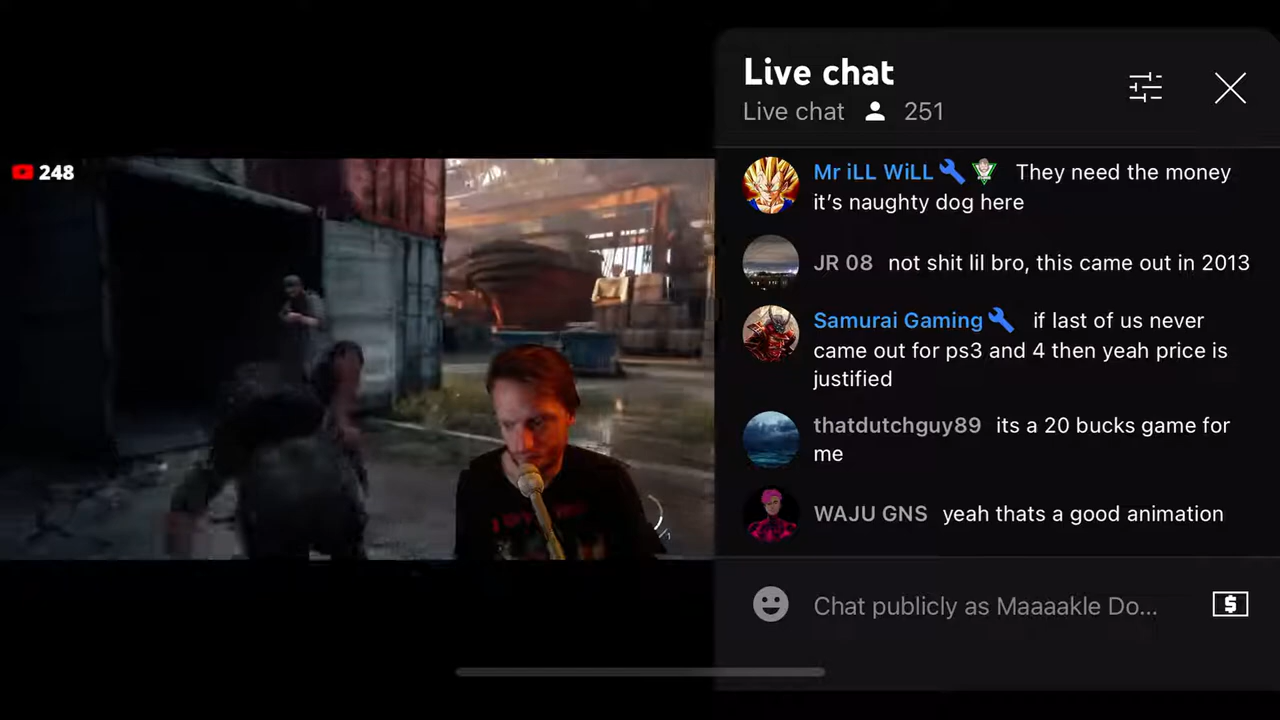 Live chat
Live chat 251
248
Mr iLL WiLL They need the money
it's naughty dog here
JR 08 not shit lil bro, this came out in 2013
Samurai Gaming if last of us never
came out for ps3 and 4 then yeah price is
justified
thatdutchguy89 its a 20 bucks game for
me
WAJU GNS yeah thats a good animation
Chat publicly as Maaaakle Do...
$